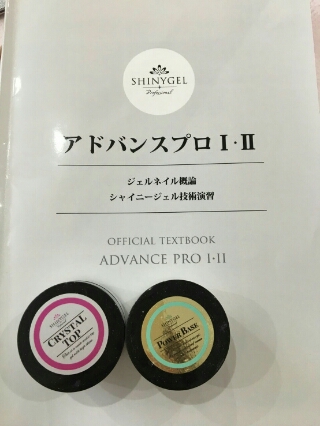 SHINYGEL
Professional
アドバンスプロ I・II
ジェルネイル概論
シャイニージェル技術演習
OFFICIAL TEXTBOOK
ADVANCE PRO I・II
SHINYGEL
CRYSTAL
TOP
SHINYGEL
POWER BASE